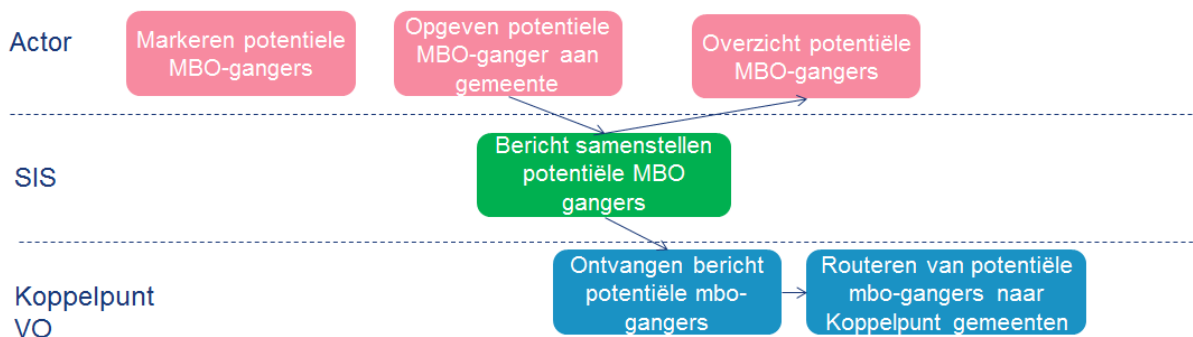 Actor
Markeren potentiele
MBO-gangers
Opgeven potentiele
MBO-ganger aan
gemeente
Overzicht potentiële
MBO-gangers
SIS
Bericht samenstellen
potentiële MBO
gangers
Koppelpunt
VO
Ontvangen bericht
potentiële mbo-
gangers
Routeren van potentiële
mbo-gangers naar
Koppelpunt gemeenten